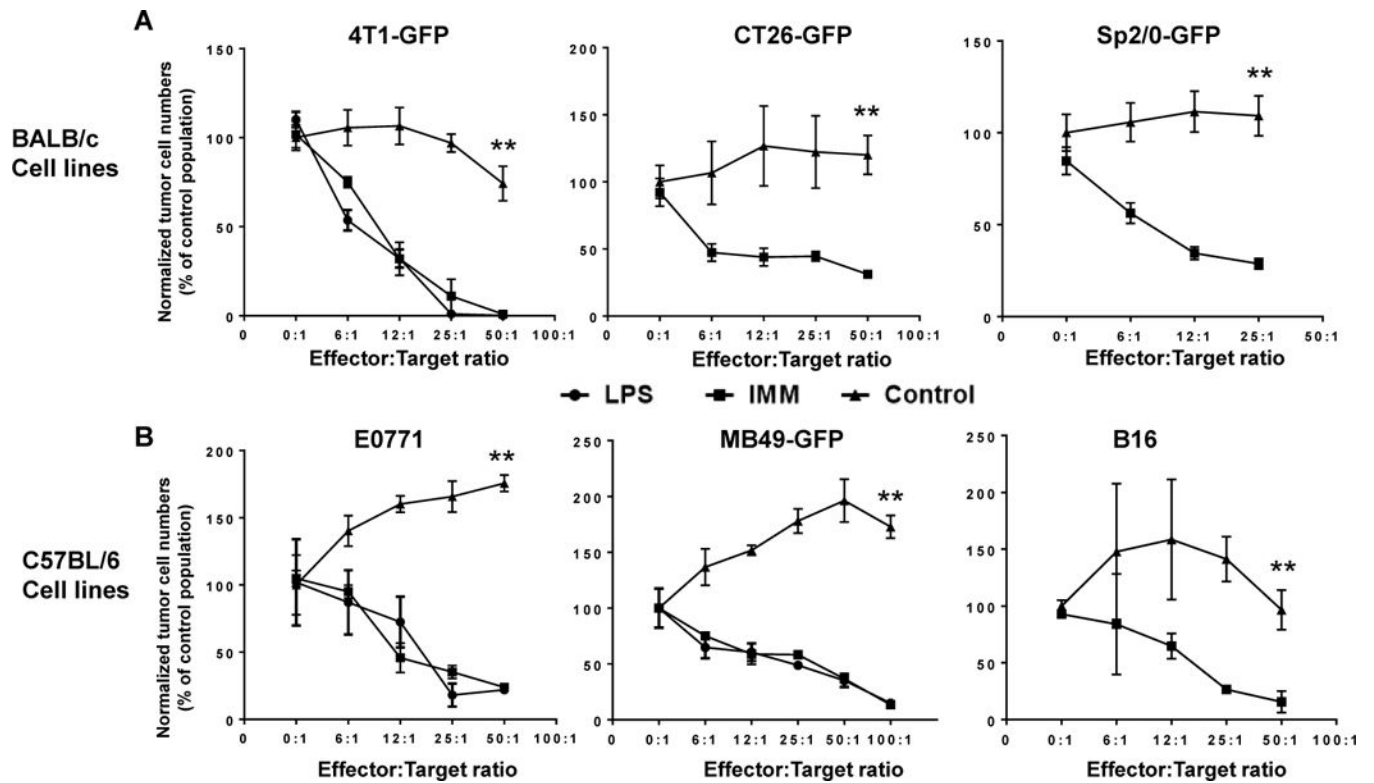 A
4T1-GFP
CT26-GFP
Sp2/0-GFP
BALB/c
Cell lines
Normalized tumor cell numbers
(% of control population)
150
100
50
0
**
0 0:1 6:1 12:1 25:1 50:1 100:1
Effector:Target ratio
200
150
100
50
0
**
0 0:1 6:1 12:1 25:1 50:1 100:1
Effector:Target ratio
150
100
50
0
**
0 0:1 6:1 12:1 25:1 50:1
Effector:Target ratio
LPS IMM Control
B
E0771
MB49-GFP
B16
C57BL/6
Cell lines
Normalized tumor cell numbers
(% of control population)
200
150
100
50
0
**
0 0:1 6:1 12:1 25:1 50:1 100:1
Effector:Target ratio
250
200
150
100
50
0
**
0 0:1 6:1 12:1 25:1 50:1 100:1
Effector:Target ratio
250
200
150
100
50
0
**
0 0:1 6:1 12:1 25:1 50:1 100:1
Effector:Target ratio